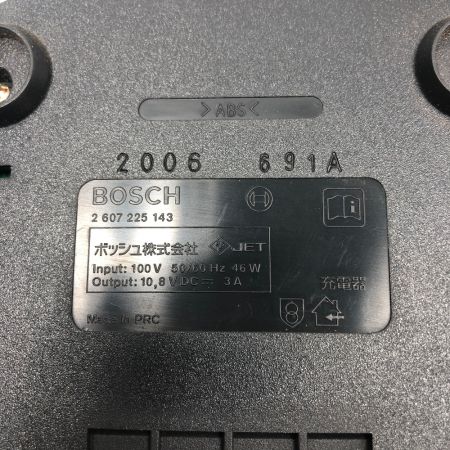 >ABS<
2006 691A
BOSCH
2 607 225 143
ボッシュ株式会社 JET
Input: 100 V 50/60 Hz 46 W
Output: 10,8 V DC ⎓ 3 A
充電器
Made in PRC